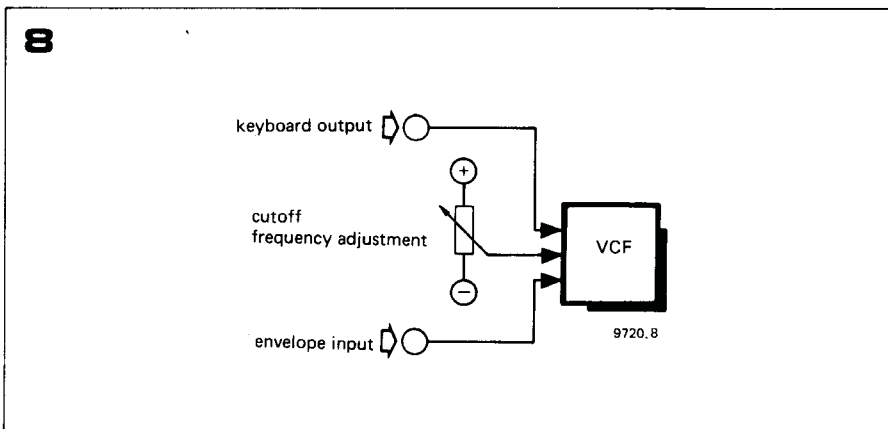 8
keyboard output
+
cutoff
frequency adjustment
VCF
−
envelope input
9720.8